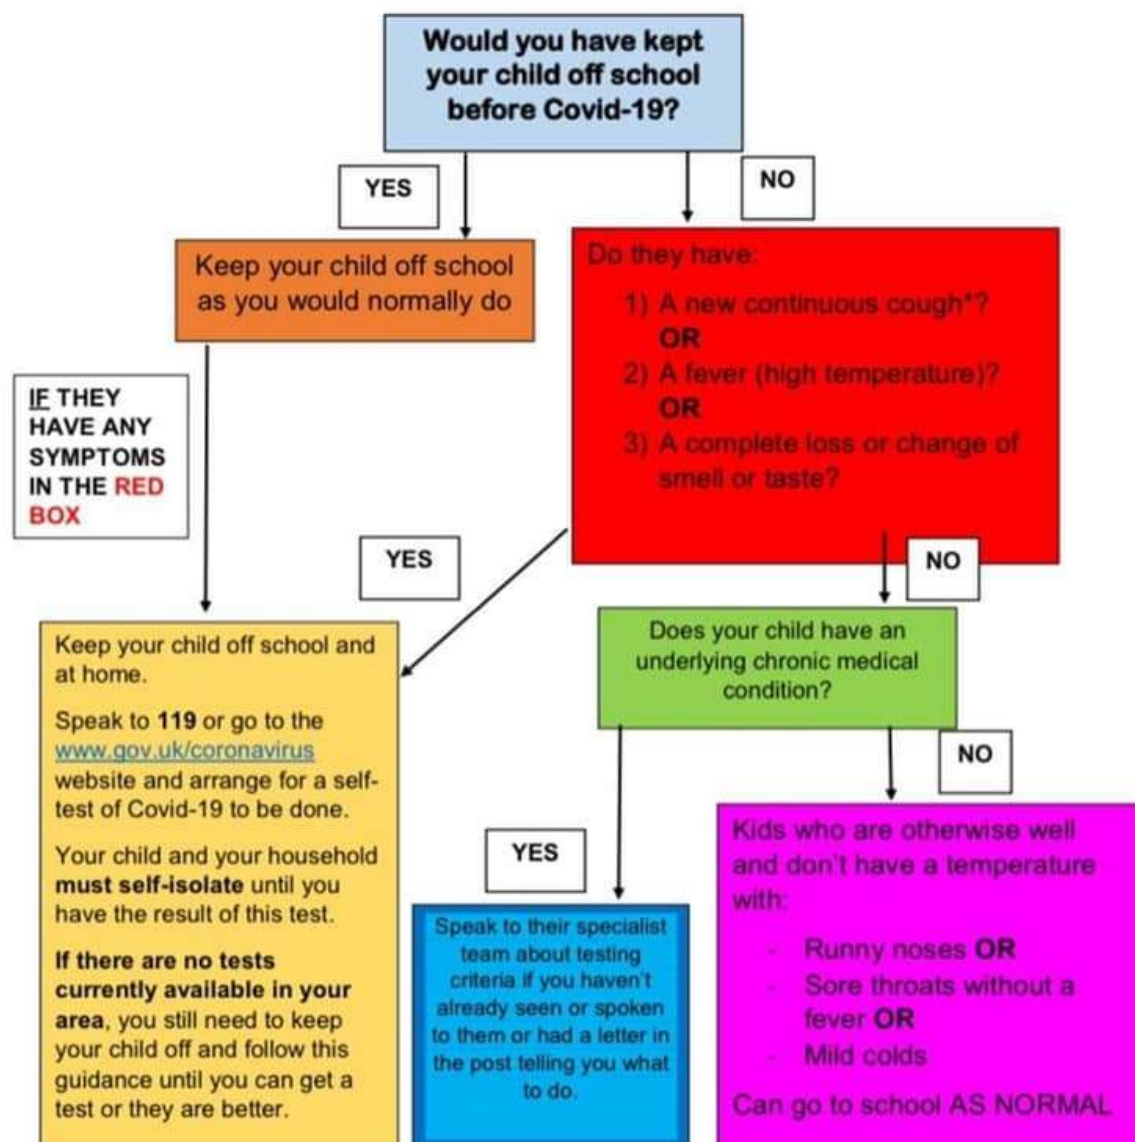 Would you have kept
your child off school
before Covid-19?
YES
NO
Keep your child off school
as you would normally do
Do they have:
1) A new continuous cough*?
OR
2) A fever (high temperature)?
OR
3) A complete loss or change of
smell or taste?
IF THEY
HAVE ANY
SYMPTOMS
IN THE RED
BOX
YES
NO
Keep your child off school and
at home.
Speak to 119 or go to the
www.gov.uk/coronavirus
website and arrange for a self-
test of Covid-19 to be done.
Your child and your household
must self-isolate until you
have the result of this test.
If there are no tests
currently available in your
area, you still need to keep
your child off and follow this
guidance until you can get a
test or they are better.
Does your child have an
underlying chronic medical
condition?
YES
NO
Speak to their specialist
team about testing
criteria if you haven't
already seen or spoken
to them or had a letter in
the post telling you what
to do.
Kids who are otherwise well
and don't have a temperature
with;
- Runny noses OR
- Sore throats without a
fever OR
- Mild colds
Can go to school AS NORMAL